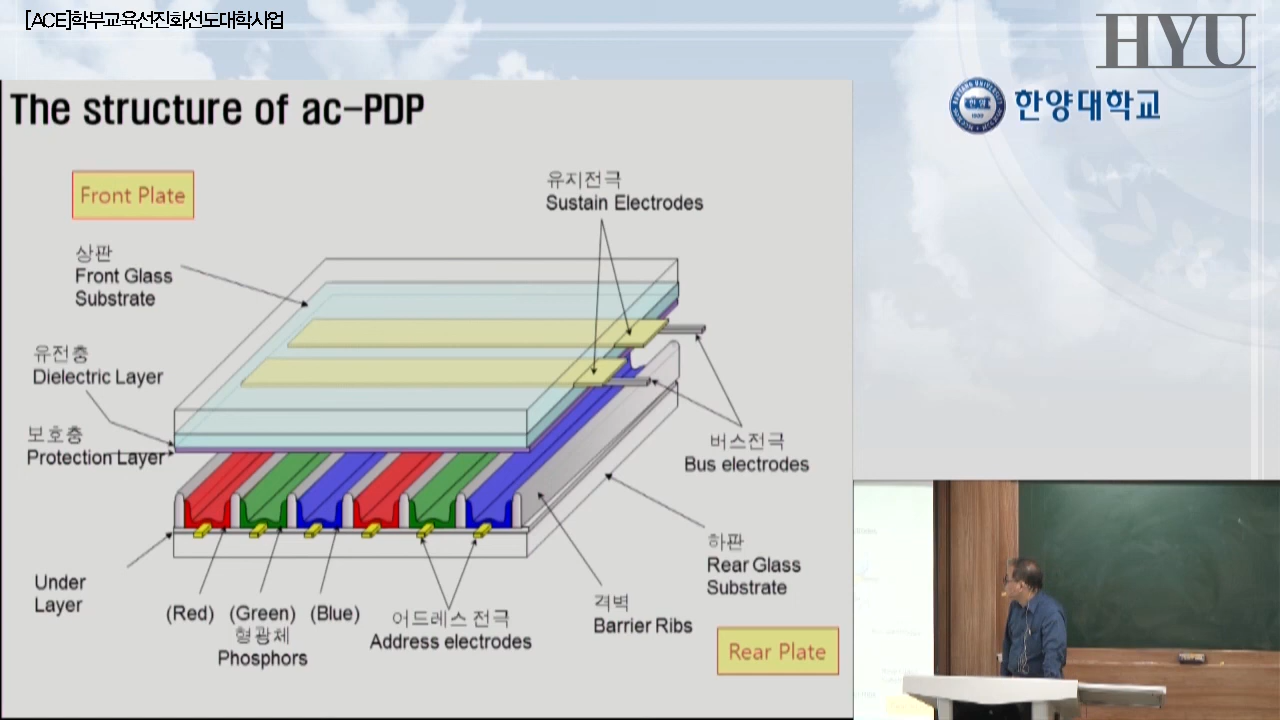 [ACE]학부교육선진화선도대학사업
HYU
한양대학교
The structure of ac-PDP
Front Plate
유지전극
Sustain Electrodes
상판
Front Glass
Substrate
유전층
Dielectric Layer
보호층
Protection Layer
버스전극
Bus electrodes
하판
Rear Glass
Substrate
Under
Layer
(Red) (Green) (Blue)
형광체
Phosphors
어드레스 전극
Address electrodes
격벽
Barrier Ribs
Rear Plate